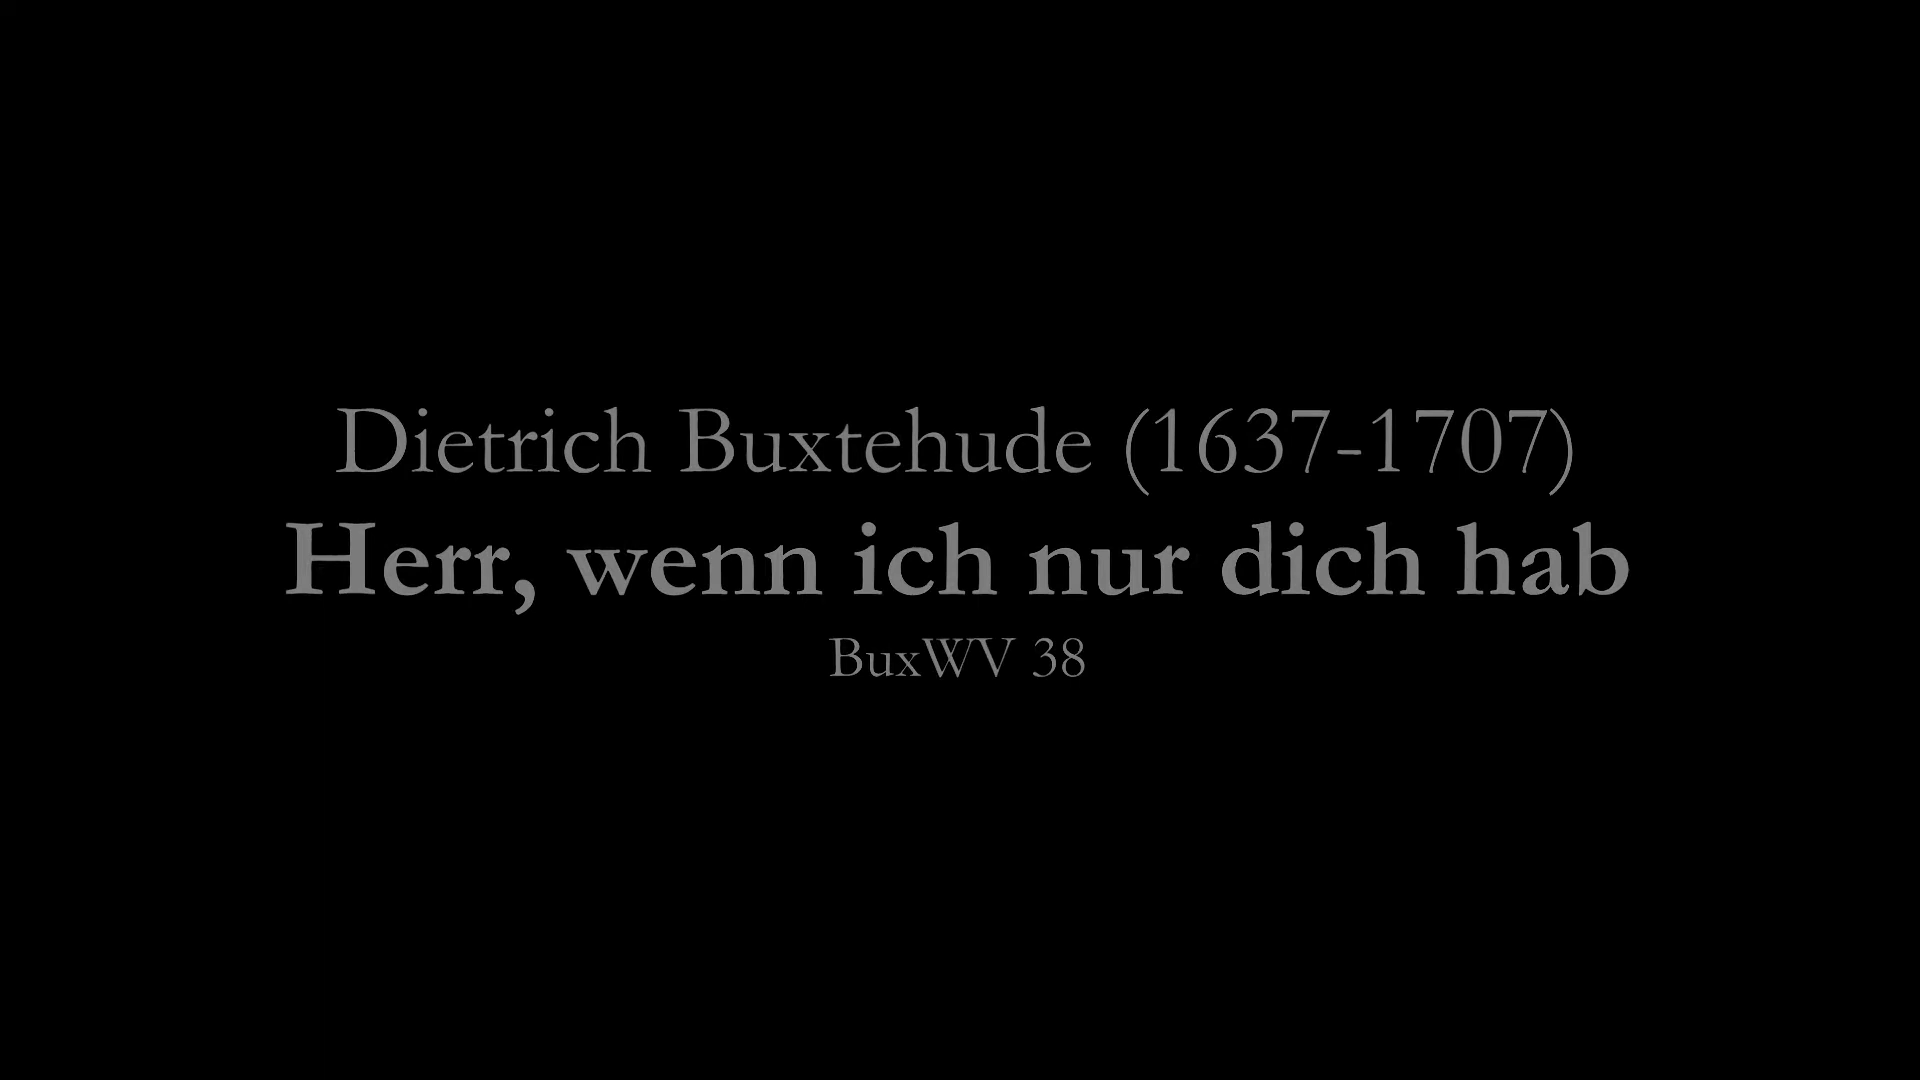 Dietrich Buxtehude (1637-1707)
Herr, wenn ich nur dich hab
BuxWV 38